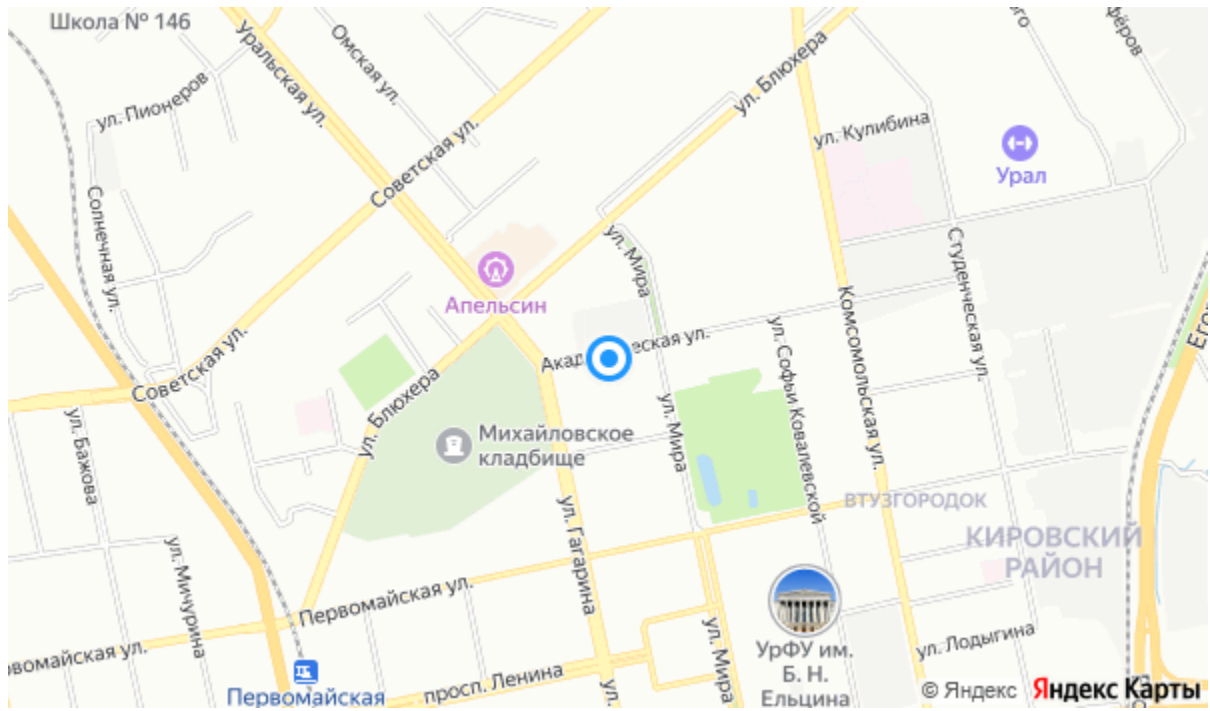 Школа № 146
ул. Пионеров
Уральская ул.
Омская ул.
Советская ул.
ул. Блюхера
ул. Кулибина
Урал
Солнечная ул.
ул. Мира
Студенческая ул.
Апельсин
Комсомольская ул.
Советская ул.
ул. Софьи Ковалевской
ул. Блюхера
Михайловское
кладбище
ул. Мира
ул. Бажова
ВТУЗГОРОДОК
КИРОВСКИЙ
РАЙОН
ул. Гагарина
ул. Мичурина
Первомайская ул.
ул. Мира
УрФУ им.
Б. Н.
Ельцина
ул. Лодыгина
рвомайская ул.
Первомайская
просп. Ленина
ул.
© Яндекс Яндекс Карты